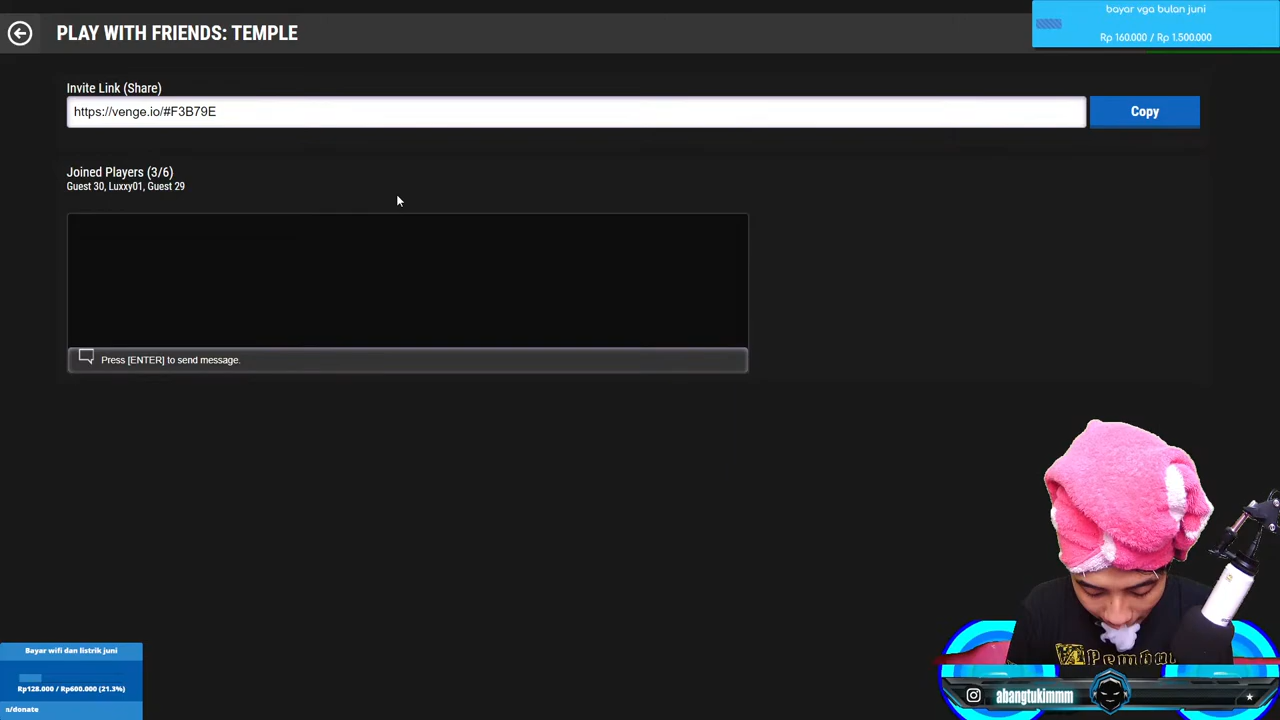 PLAY WITH FRIENDS: TEMPLE
bayar vga bulan juni
Rp 160.000 / Rp 1.500.000
Invite Link (Share)
https://venge.io/#F3B79E
Copy
Joined Players (3/6)
Guest 30, Luxxy01, Guest 29
Press [ENTER] to send message.
Pembal
Bayar wifi dan listrik juni
Rp128.000 / Rp600.000 (21.3%)
n/donate
abangtukimmm